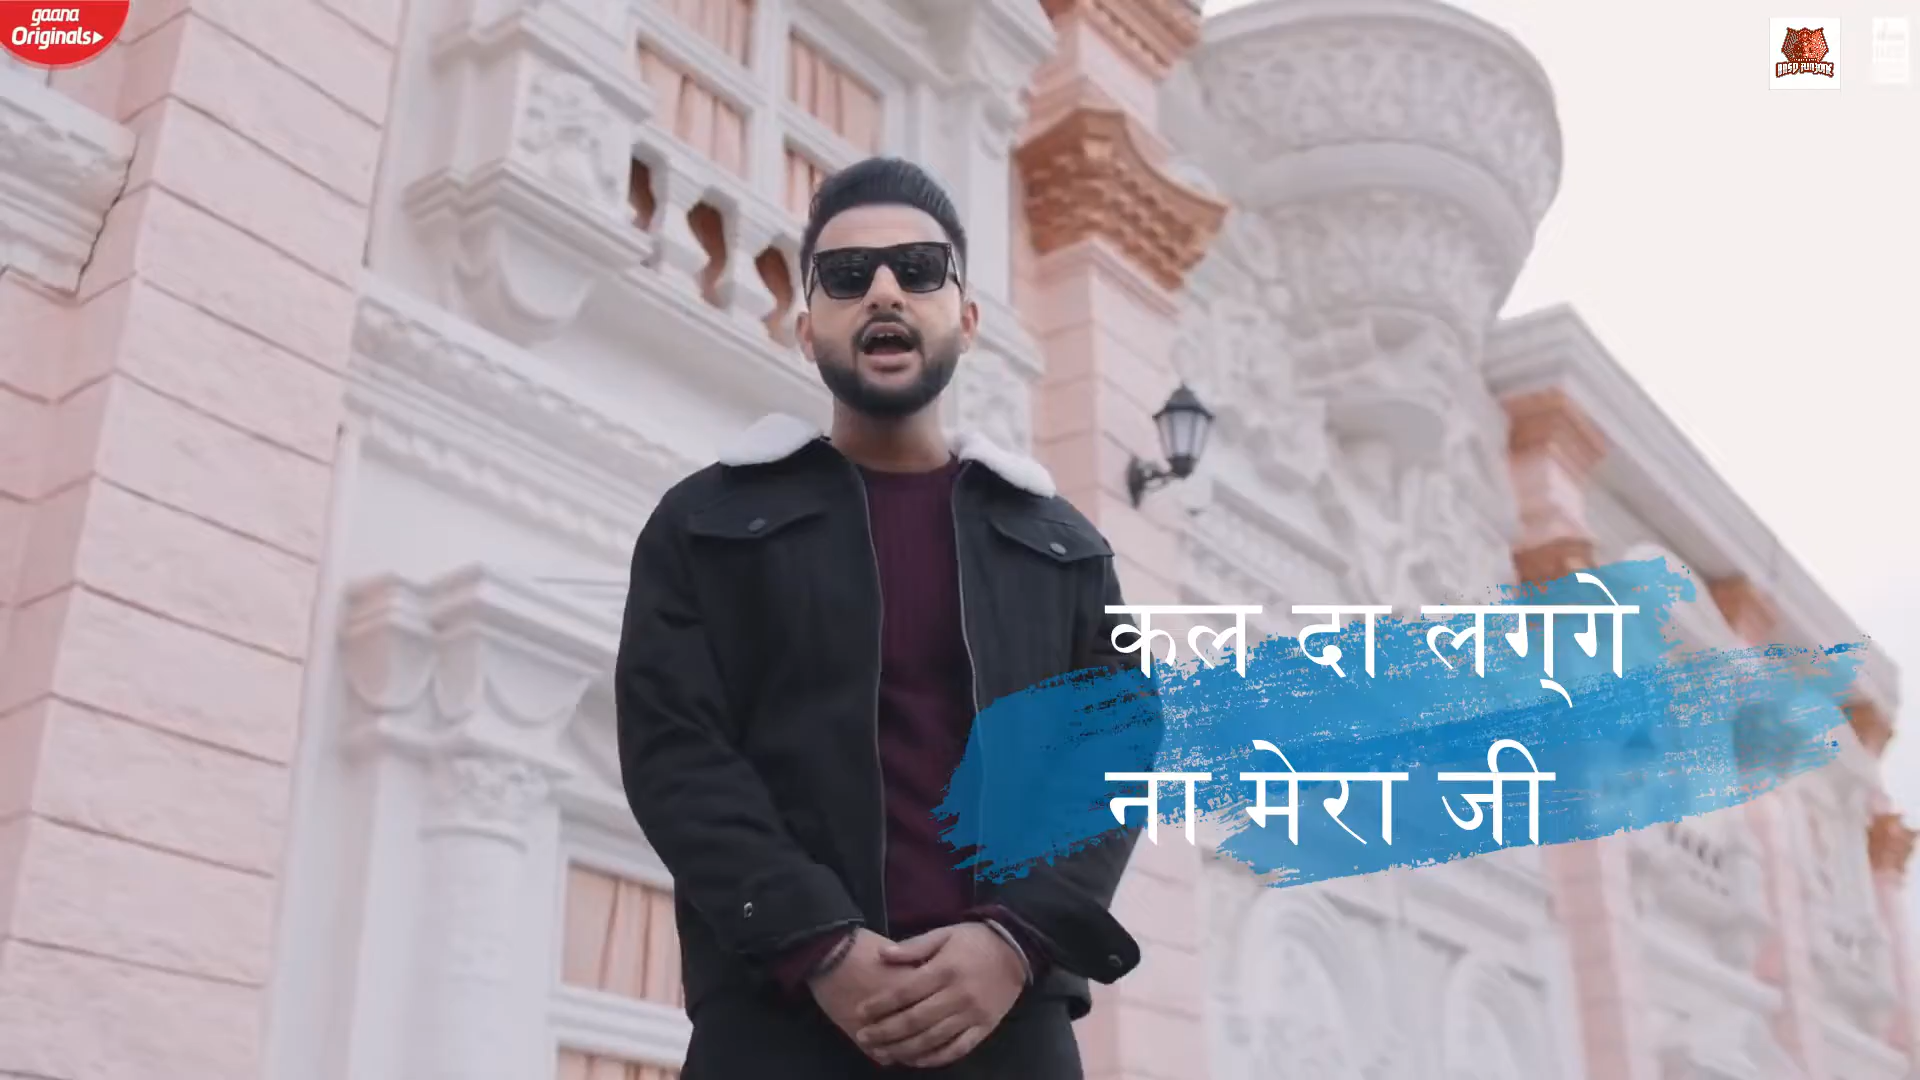 gaana
Originals
कल दा लग्‌गे
ना मेरा जी